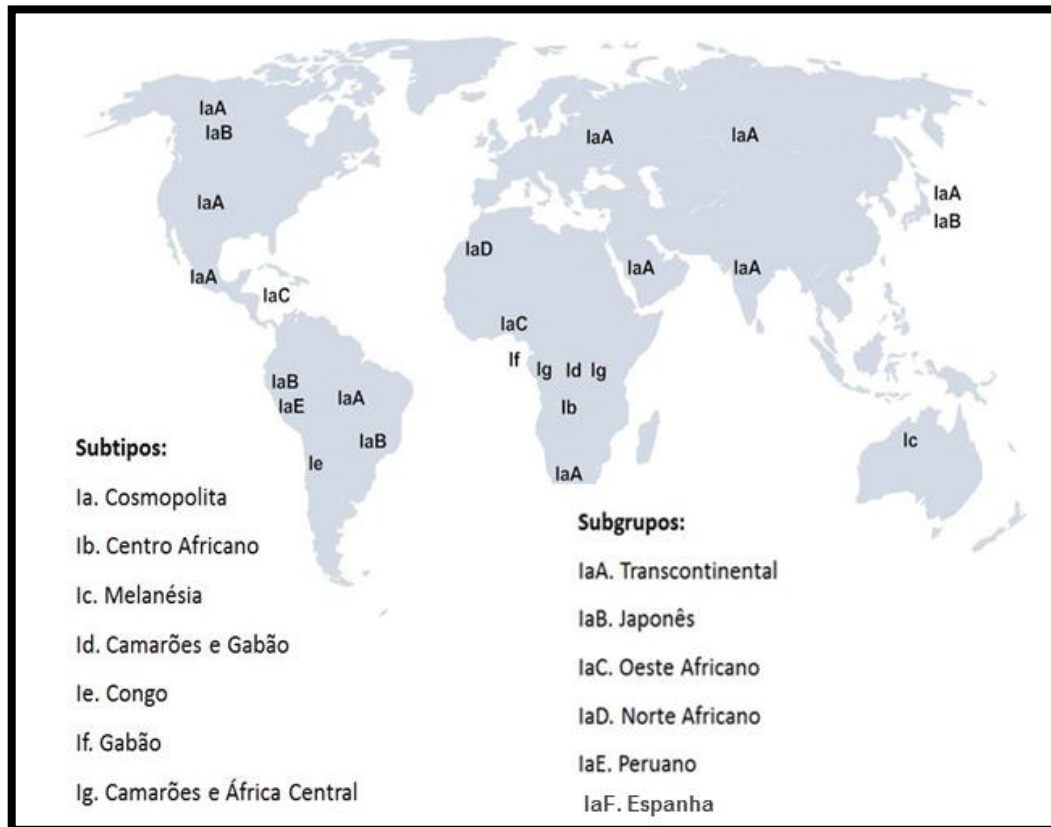 IaA
IaB
IaA
IaA
IaA
IaA
IaB
IaA
IaD
IaA
IaA
IaC
IaC
If
Ig Id Ig
IaB
IaE
IaA
Ib
IaB
Ic
Ie
IaA
Subtipos:
Ia. Cosmopolita
Ib. Centro Africano
Ic. Melanésia
Id. Camarões e Gabão
Ie. Congo
If. Gabão
Ig. Camarões e África Central
Subgrupos:
IaA. Transcontinental
IaB. Japonês
IaC. Oeste Africano
IaD. Norte Africano
IaE. Peruano
IaF. Espanha